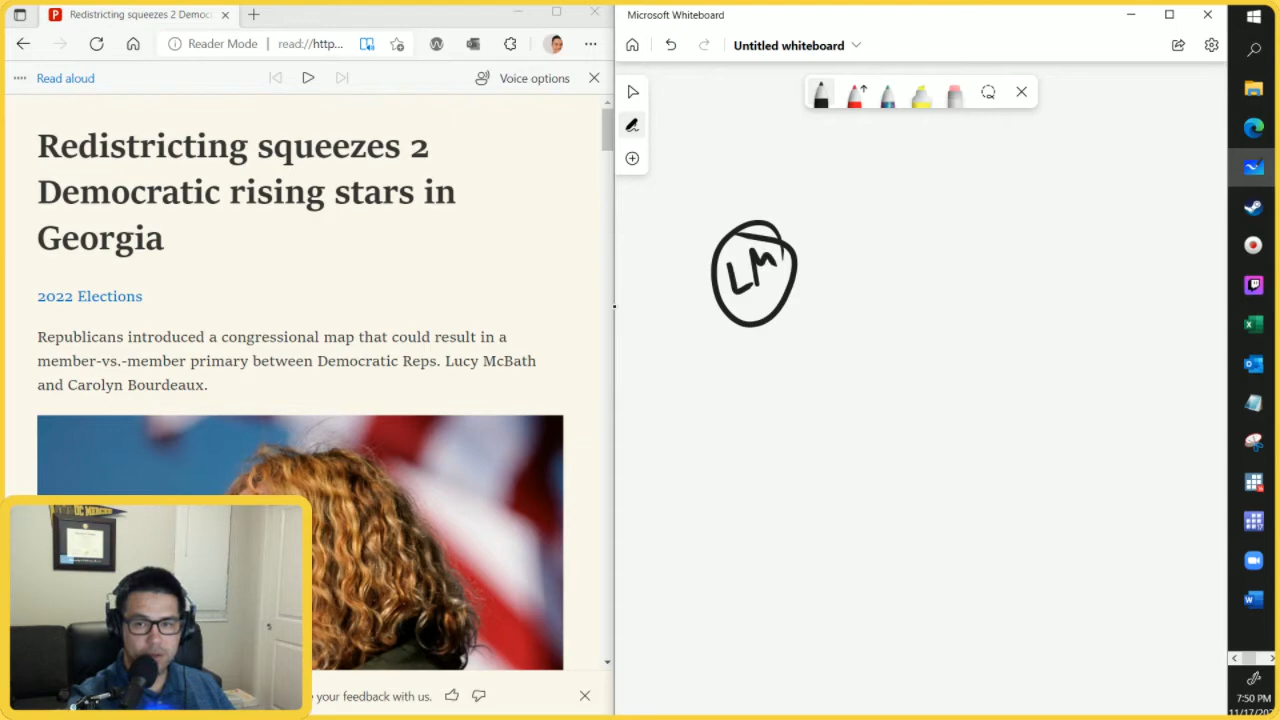 Redistricting squeezes 2 Democ
Microsoft Whiteboard
Reader Mode
read://http...
Untitled whiteboard
Read aloud
Voice options
Redistricting squeezes 2
Democratic rising stars in
Georgia
2022 Elections
Republicans introduced a congressional map that could result in a
member-vs.-member primary between Democratic Reps. Lucy McBath
and Carolyn Bourdeaux.
LM
UC MERCED
your feedback with us.
7:50 PM